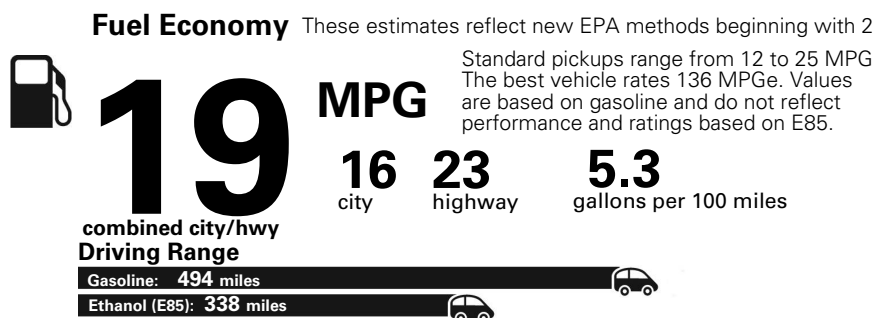 Fuel Economy These estimates reflect new EPA methods beginning with 2
Standard pickups range from 12 to 25 MPG
The best vehicle rates 136 MPGe. Values
are based on gasoline and do not reflect
performance and ratings based on E85.
19 MPG
combined city/hwy
16 city
23 highway
5.3 gallons per 100 miles
Driving Range
Gasoline: 494 miles
Ethanol (E85): 338 miles